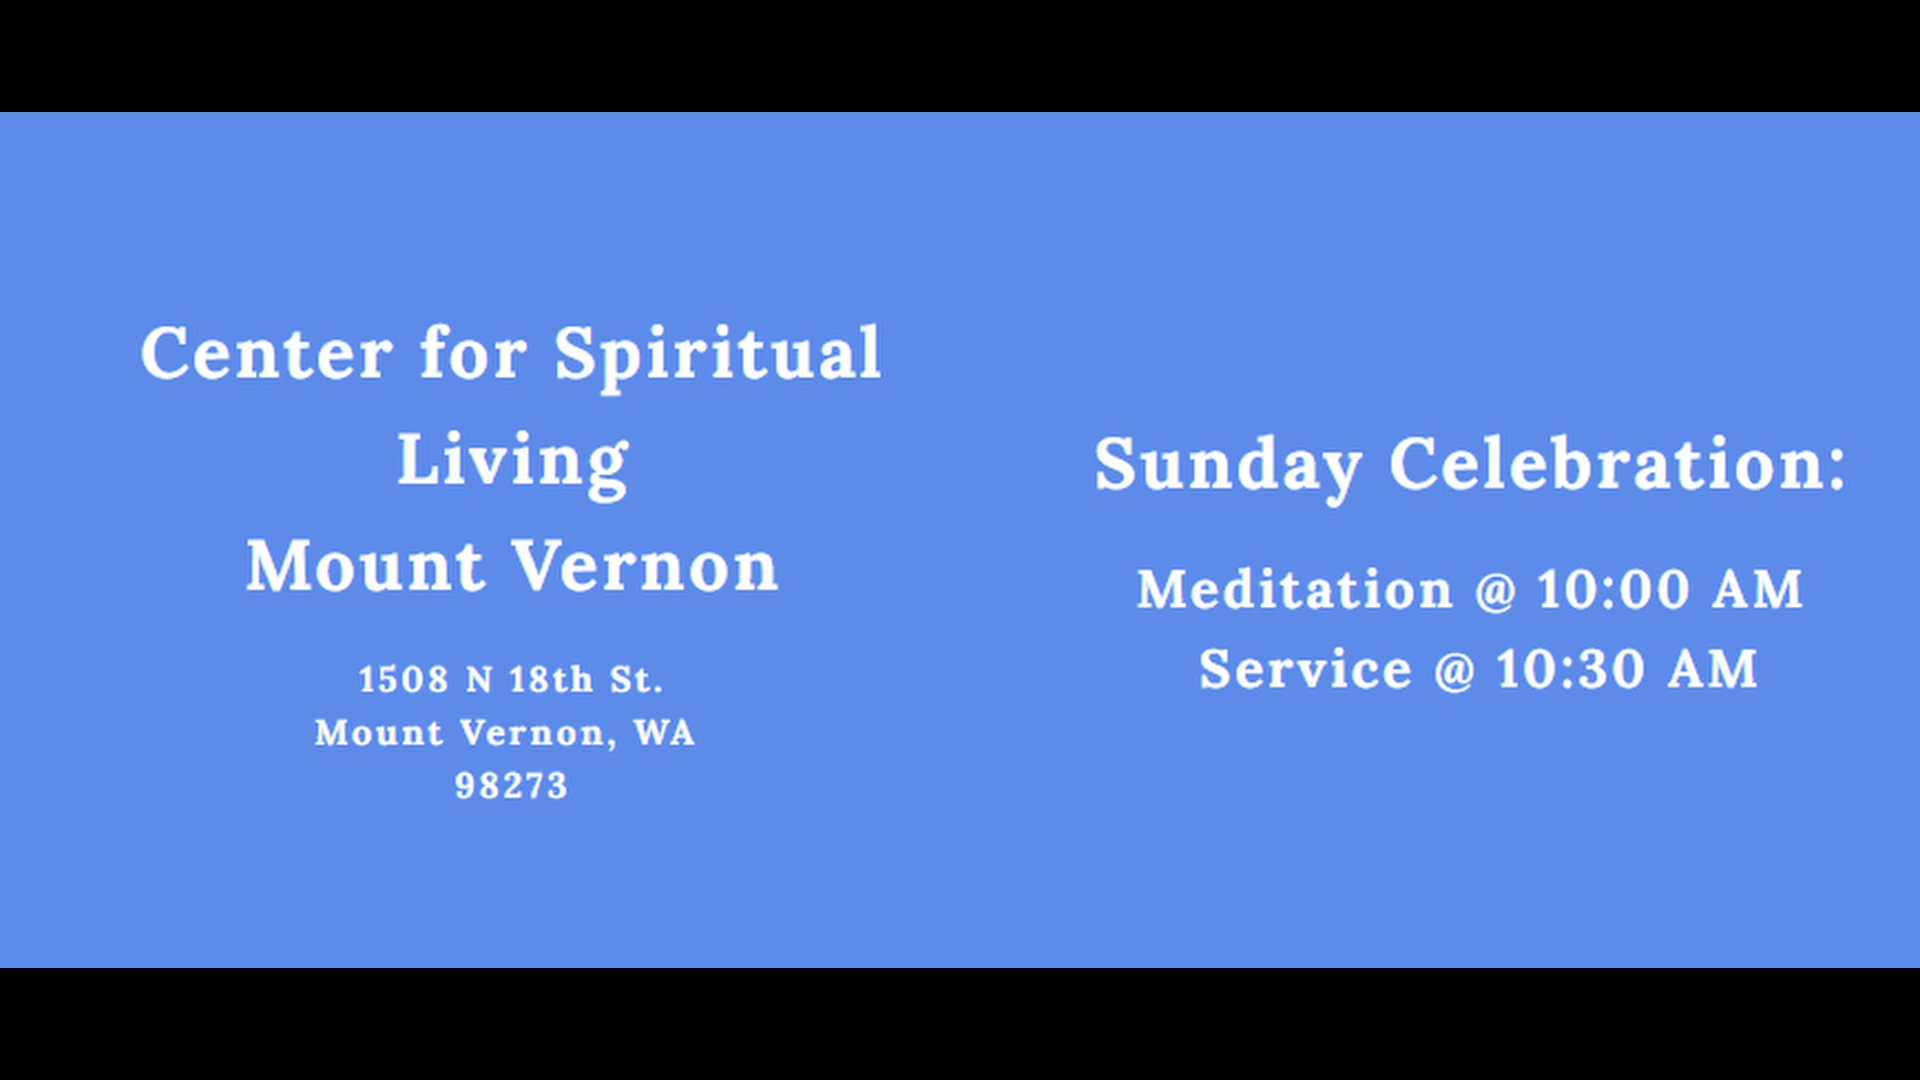 Center for Spiritual
Living
Mount Vernon
1508 N 18th St.
Mount Vernon, WA
98273
Sunday Celebration:
Meditation @ 10:00 AM
Service @ 10:30 AM